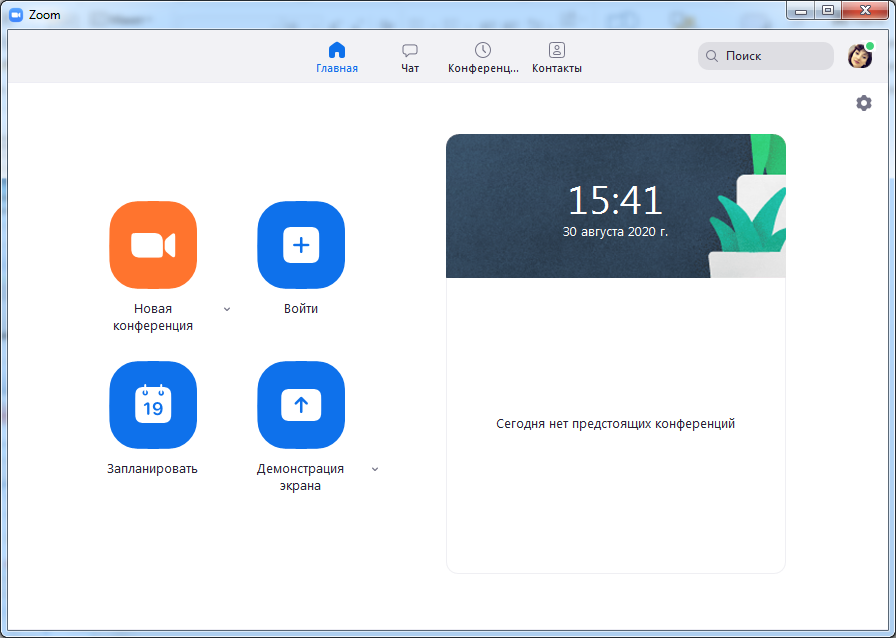 Zoom
Главная
Чат
Конференц...
Контакты
Поиск
15:41
30 августа 2020 г.
Новая
конференция
Войти
19
Запланировать
Демонстрация
экрана
Сегодня нет предстоящих конференций